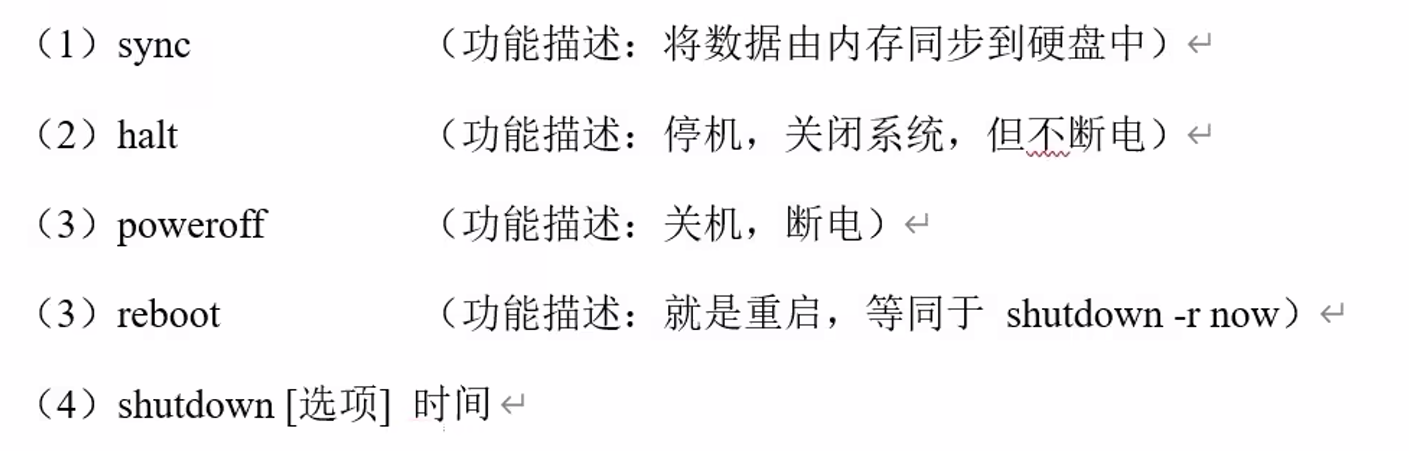 （1）sync （功能描述：将数据由内存同步到硬盘中）↵
（2）halt （功能描述：停机，关闭系统，但不断电）↵
（3）poweroff （功能描述：关机，断电）↵
（3）reboot （功能描述：就是重启，等同于 shutdown -r now）↵
（4）shutdown [选项] 时间↵